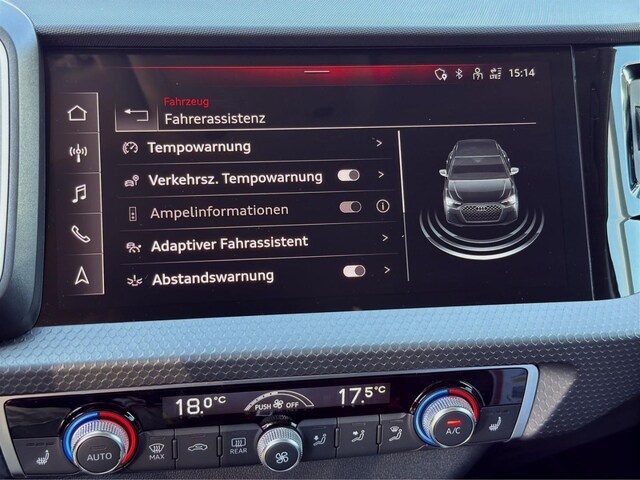 15:14
Fahrzeug
Fahrerassistenz
Tempowarnung
Verkehrsz. Tempowarnung
Ampelinformationen
Adaptiver Fahrassistent
Abstandswarnung
18.0°C
PUSH OFF
17.5°C
AUTO
MAX
REAR
A/C